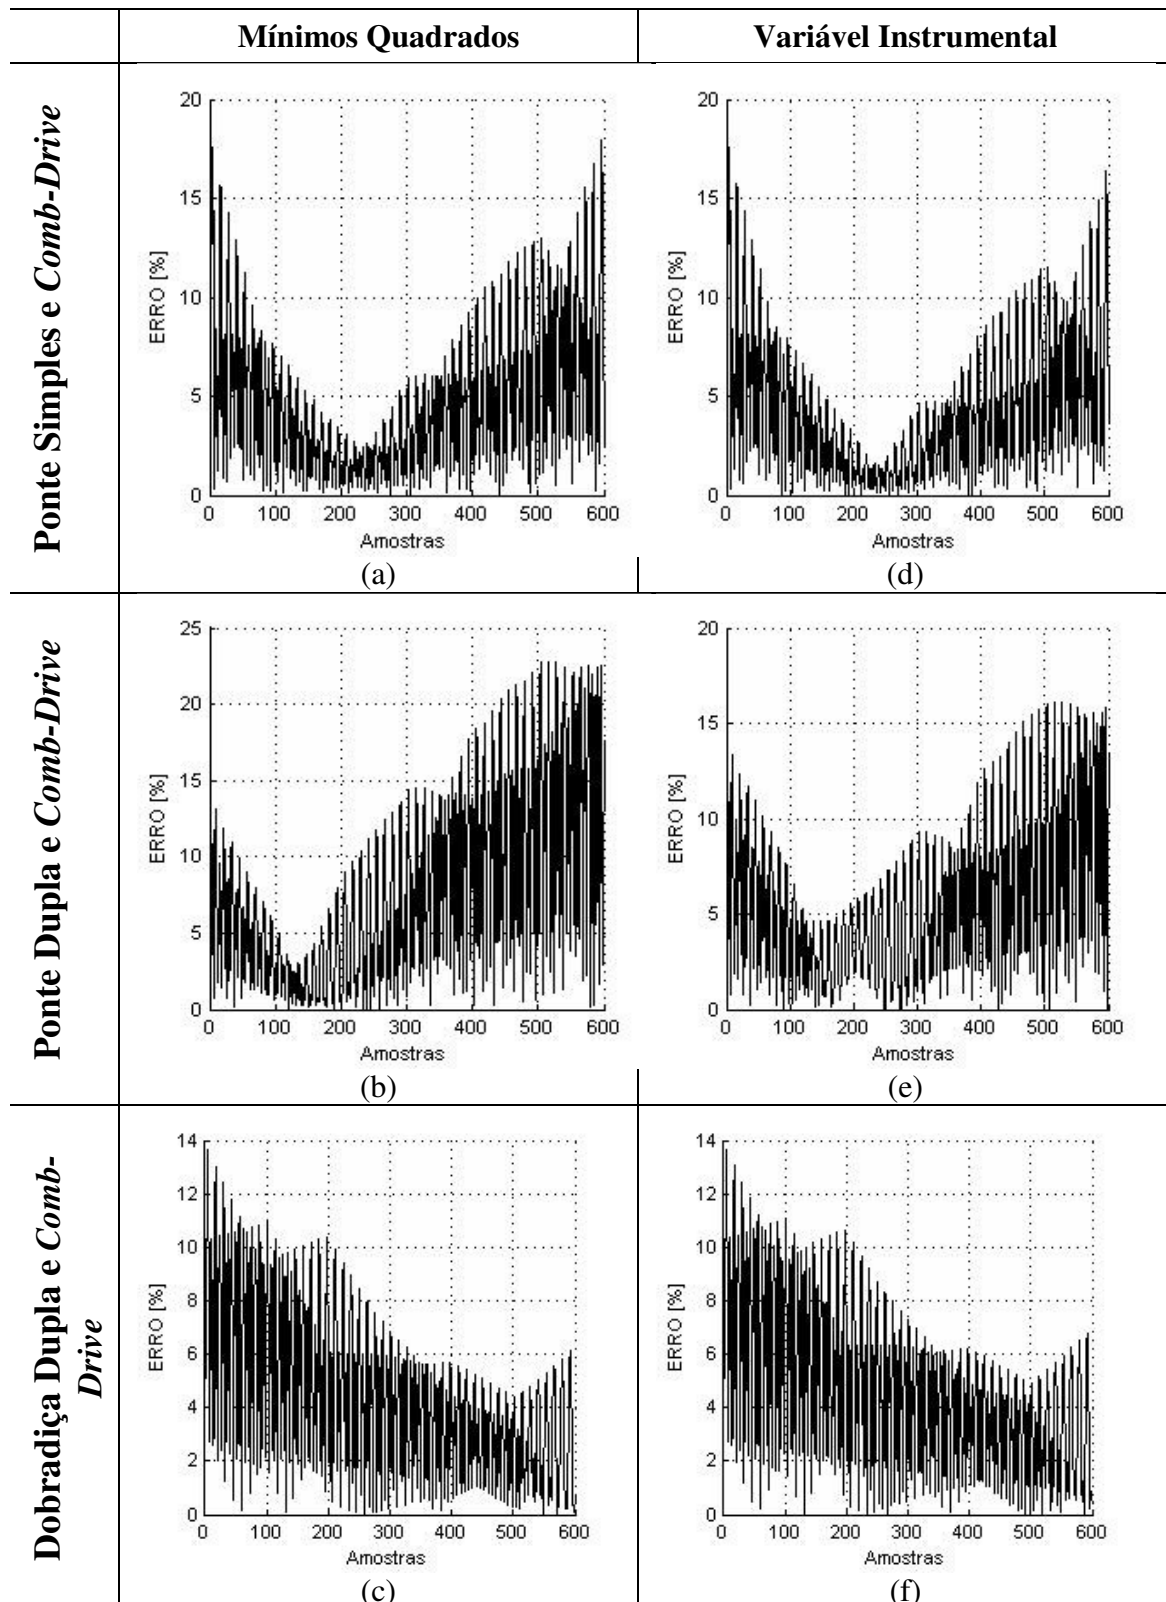 Mínimos Quadrados
Variável Instrumental
Ponte Simples e Comb-Drive
20
15
10
5
0
ERRO [%]
0 100 200 300 400 500 600
Amostras
(a)
20
15
10
5
0
ERRO [%]
0 100 200 300 400 500 600
Amostras
(d)
Ponte Dupla e Comb-Drive
25
20
15
10
5
0
ERRO [%]
0 100 200 300 400 500 600
Amostras
(b)
20
15
10
5
0
ERRO [%]
0 100 200 300 400 500 600
Amostras
(e)
Dobradiça Dupla e Comb-
Drive
14
12
10
8
6
4
2
0
ERRO [%]
0 100 200 300 400 500 600
Amostras
(c)
14
12
10
8
6
4
2
0
ERRO [%]
0 100 200 300 400 500 600
Amostras
(f)